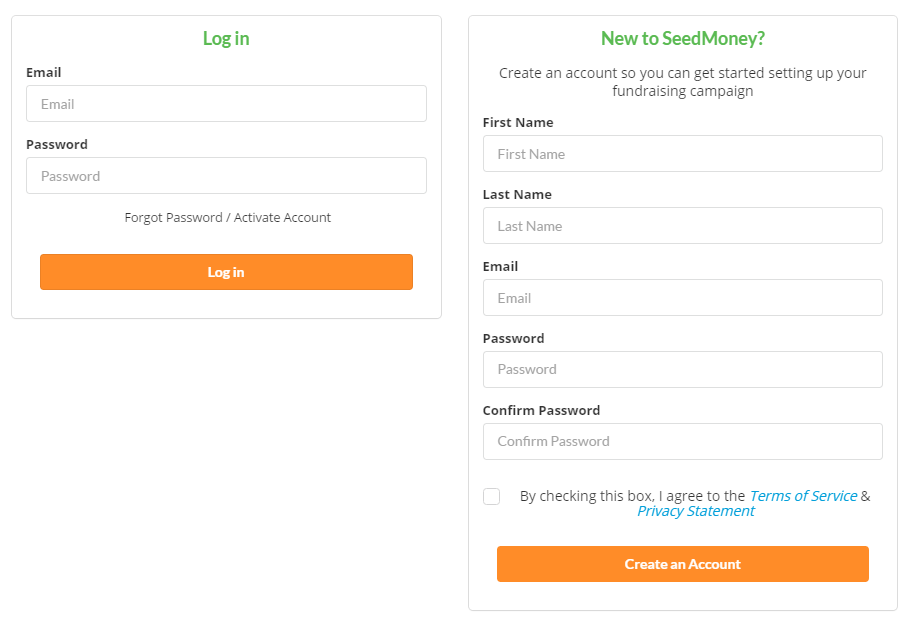 Log in
Email
Email
Password
Password
Forgot Password / Activate Account
Log in
New to SeedMoney?
Create an account so you can get started setting up your
fundraising campaign
First Name
First Name
Last Name
Last Name
Email
Email
Password
Password
Confirm Password
Confirm Password
By checking this box, I agree to the Terms of Service &
Privacy Statement
Create an Account